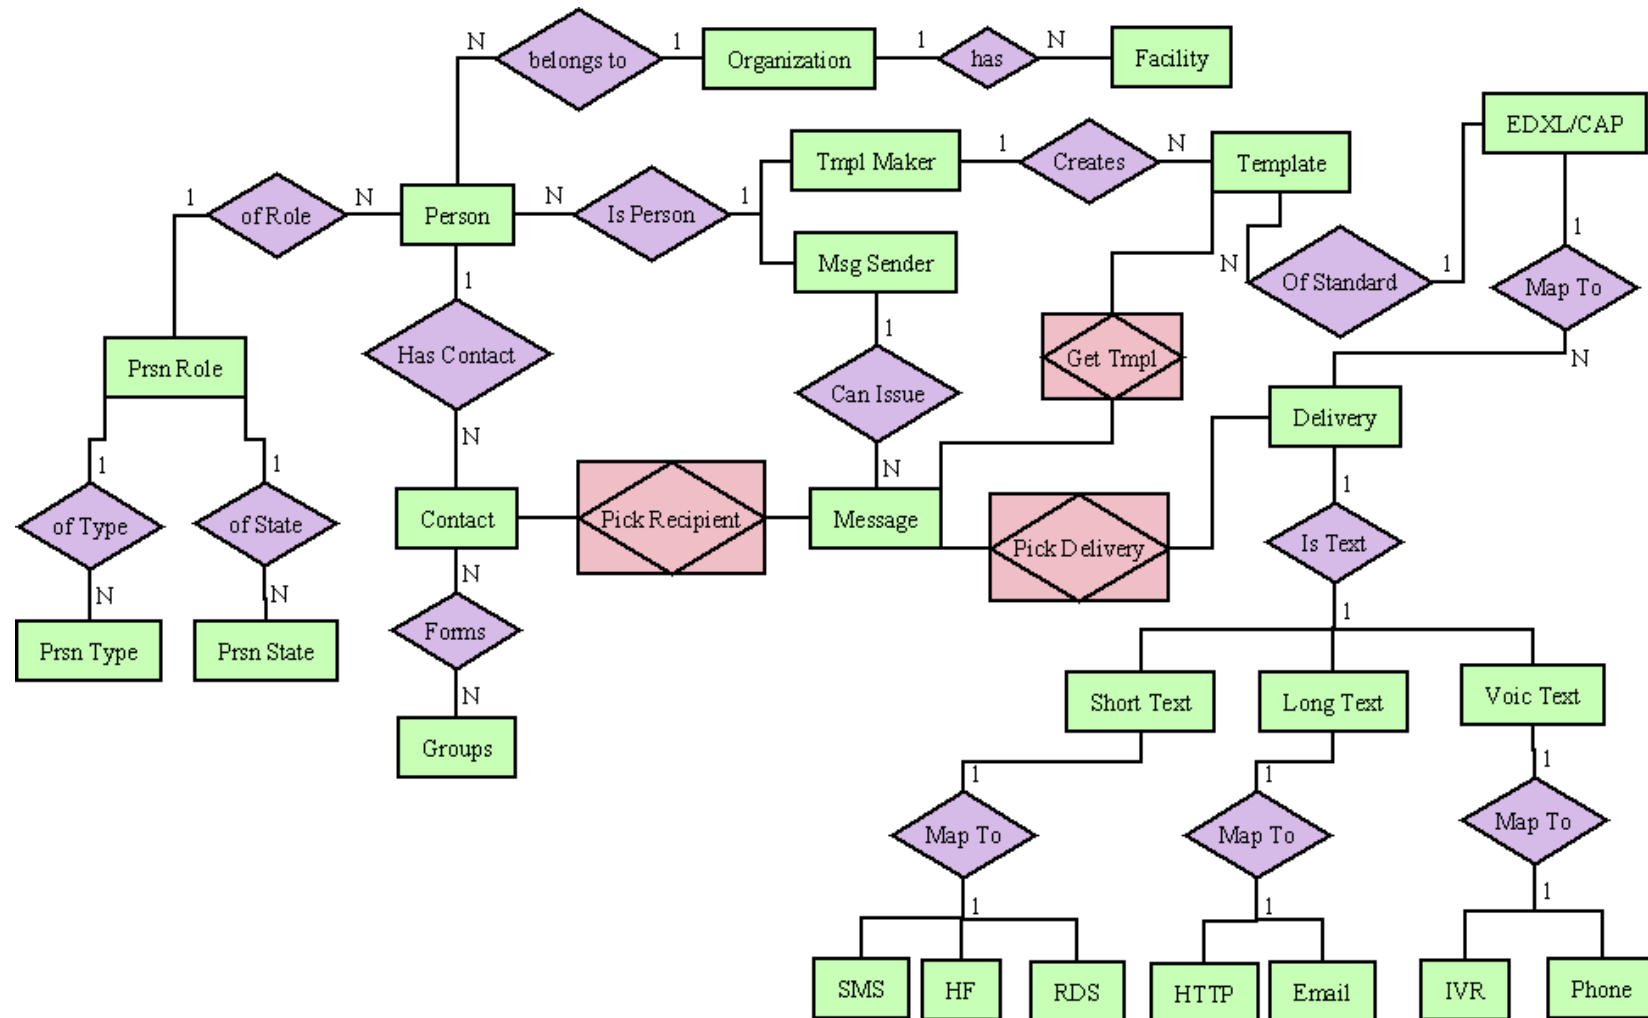 N
belongs to
1
Organization
1
has
N
Facility
EDXL/CAP
Tmpl Maker
1
Creates
N
Template
1
of Role
N
Person
N
Is Person
1
1
Msg Sender
N
Of Standard
1
Map To
1
1
Has Contact
Can Issue
Get Tmpl
N
Prsn Role
Delivery
N
N
1
1
1
of Type
of State
Contact
Pick Recipient
Message
Pick Delivery
Is Text
N
N
N
Forms
1
Prsn Type
Prsn State
N
Groups
Short Text
Long Text
Voic Text
1
1
1
Map To
Map To
Map To
1
1
1
SMS
HF
RDS
HTTP
Email
IVR
Phone